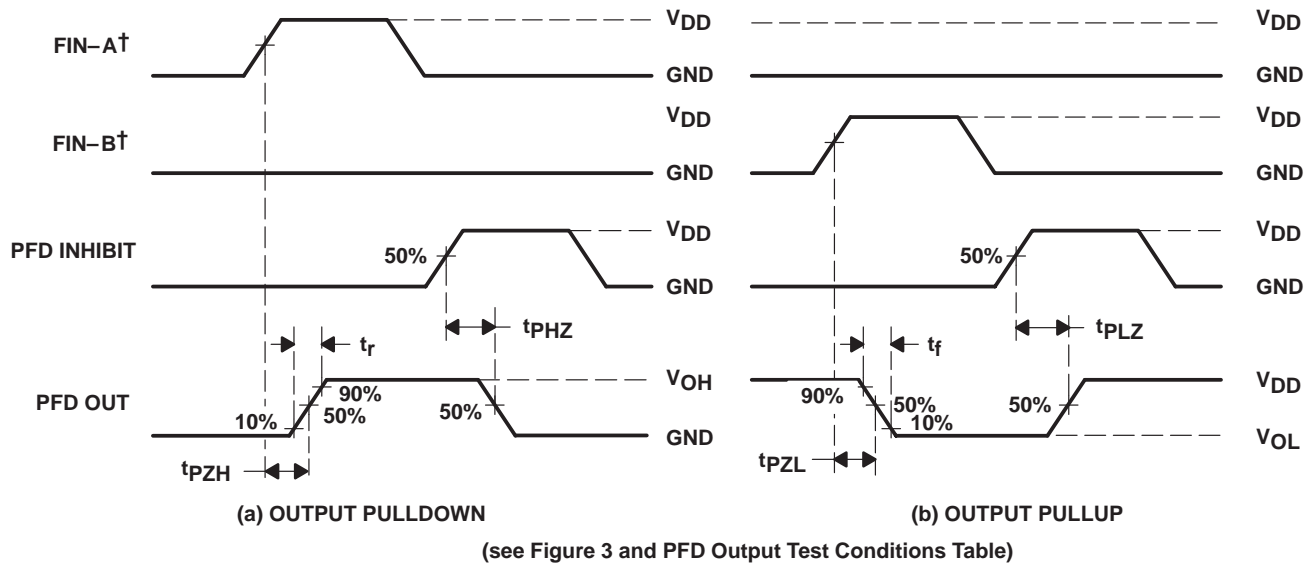 VDD VDD
FIN–A†
GND GND
VDD VDD
FIN–B†
GND GND
VDD VDD
PFD INHIBIT 50% 50%
GND GND
tPHZ tPLZ
tr tf
VOH VDD
90% 90%
PFD OUT 10% 50% 50% 50% 10% 50%
GND VOL
tPZH tPZL
(a) OUTPUT PULLDOWN (b) OUTPUT PULLUP
(see Figure 3 and PFD Output Test Conditions Table)